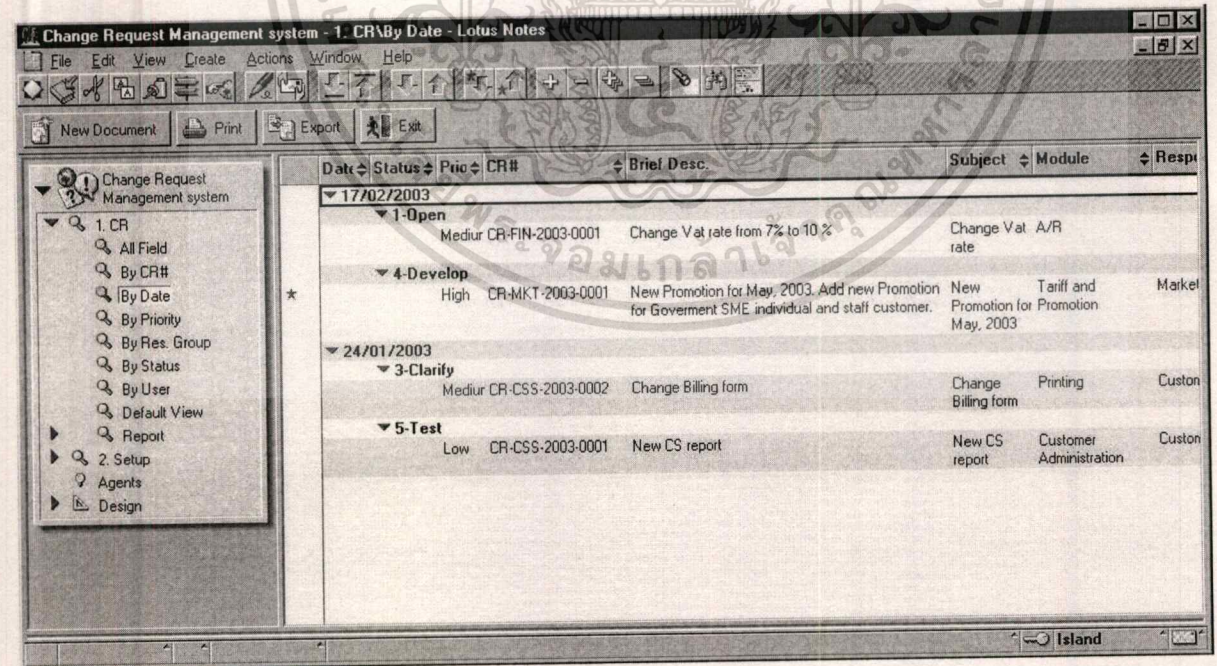 Change Request Management system - 1. CR\By Date - Lotus Notes
File Edit View Create Actions Window Help
New Document Print Export Exit
Change Request
Management system
1. CR
All Field
By CR#
By Date
By Priority
By Res. Group
By Status
By User
Default View
Report
2. Setup
Agents
Design
Date Status Prio CR# Brief Desc. Subject Module Respo
17/02/2003
1-Open
Mediur CR-FIN-2003-0001 Change Vat rate from 7% to 10 % Change Vat A/R
rate
4-Develop
High CR-MKT-2003-0001 New Promotion for May, 2003. Add new Promotion New Tariff and Market
for Goverment SME individual and staff customer. Promotion for Promotion
May, 2003
24/01/2003
3-Clarify
Mediur CR-CSS-2003-0002 Change Billing form Change Printing Custon
Billing form
5-Test
Low CR-CSS-2003-0001 New CS report New CS Customer Custon
report Administration
Island